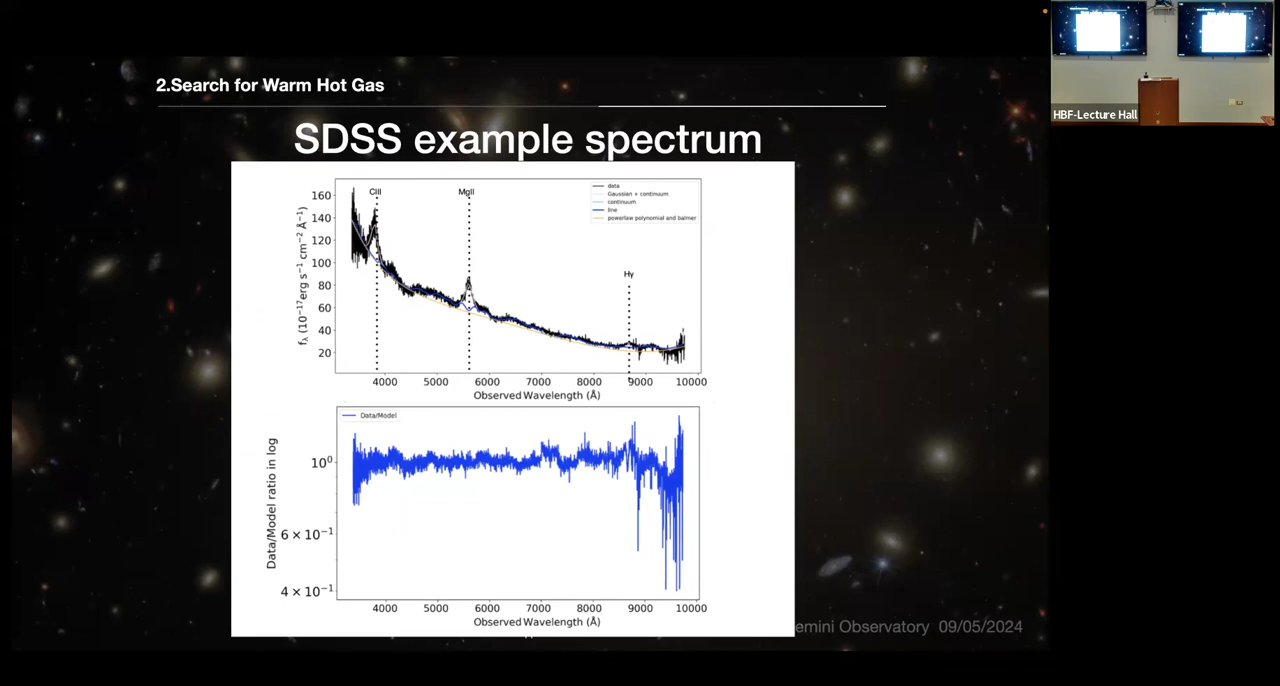 2.Search for Warm Hot Gas
SDSS example spectrum
HBF-Lecture Hall
CIII
MgII
Hγ
data
Gaussian + continuum
continuum
line
powerlaw polynomial and balmer
160
140
120
100
80
60
40
20
fλ (10⁻¹⁷erg s⁻¹ cm⁻² Å⁻¹)
4000 5000 6000 7000 8000 9000 10000
Observed Wavelength (Å)
Data/Model
10⁰
6 × 10⁻¹
4 × 10⁻¹
Data/Model ratio in log
4000 5000 6000 7000 8000 9000 10000
Observed Wavelength (Å)
emini Observatory 09/05/2024